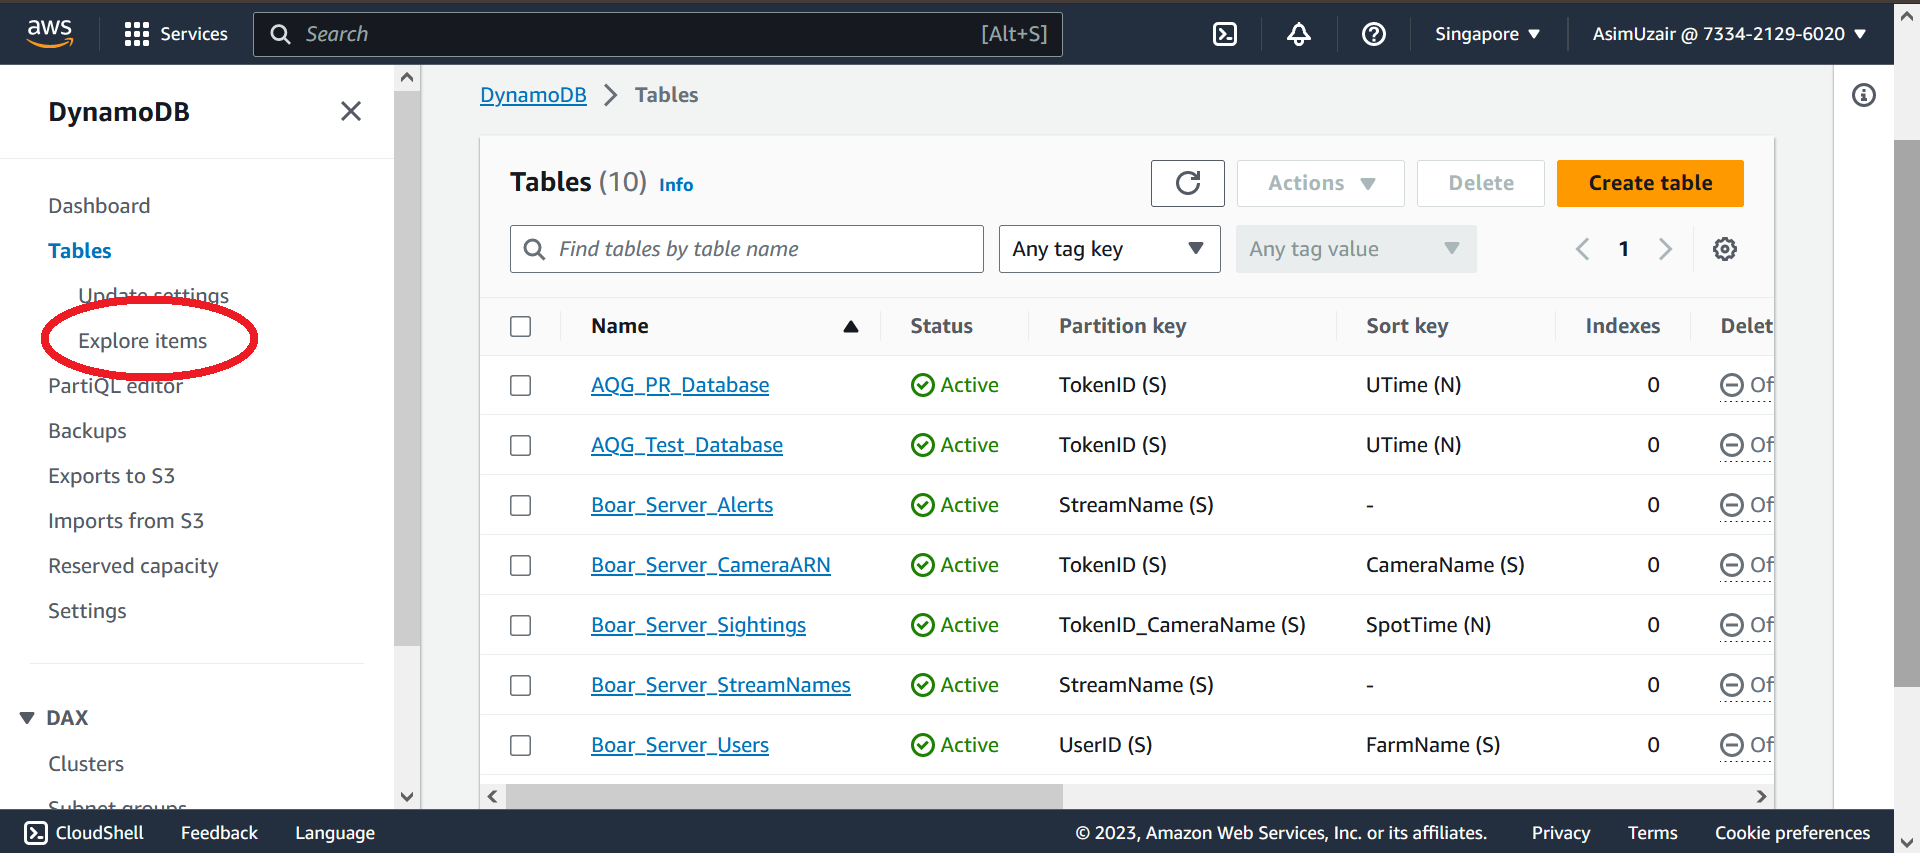 aws Services Search [Alt+S] Singapore AsimUzair @ 7334-2129-6020
DynamoDB
Dashboard
Tables
Update settings
Explore items
PartiQL editor
Backups
Exports to S3
Imports from S3
Reserved capacity
Settings
DAX
Clusters
Subnet groups
DynamoDB Tables
Tables (10) Info Actions Delete Create table
Find tables by table name Any tag key Any tag value 1
Name Status Partition key Sort key Indexes Delet
AQG_PR_Database Active TokenID (S) UTime (N) 0 Of
AQG_Test_Database Active TokenID (S) UTime (N) 0 Of
Boar_Server_Alerts Active StreamName (S) - 0 Of
Boar_Server_CameraARN Active TokenID (S) CameraName (S) 0 Of
Boar_Server_Sightings Active TokenID_CameraName (S) SpotTime (N) 0 Of
Boar_Server_StreamNames Active StreamName (S) - 0 Of
Boar_Server_Users Active UserID (S) FarmName (S) 0 Of
CloudShell Feedback Language © 2023, Amazon Web Services, Inc. or its affiliates. Privacy Terms Cookie preferences